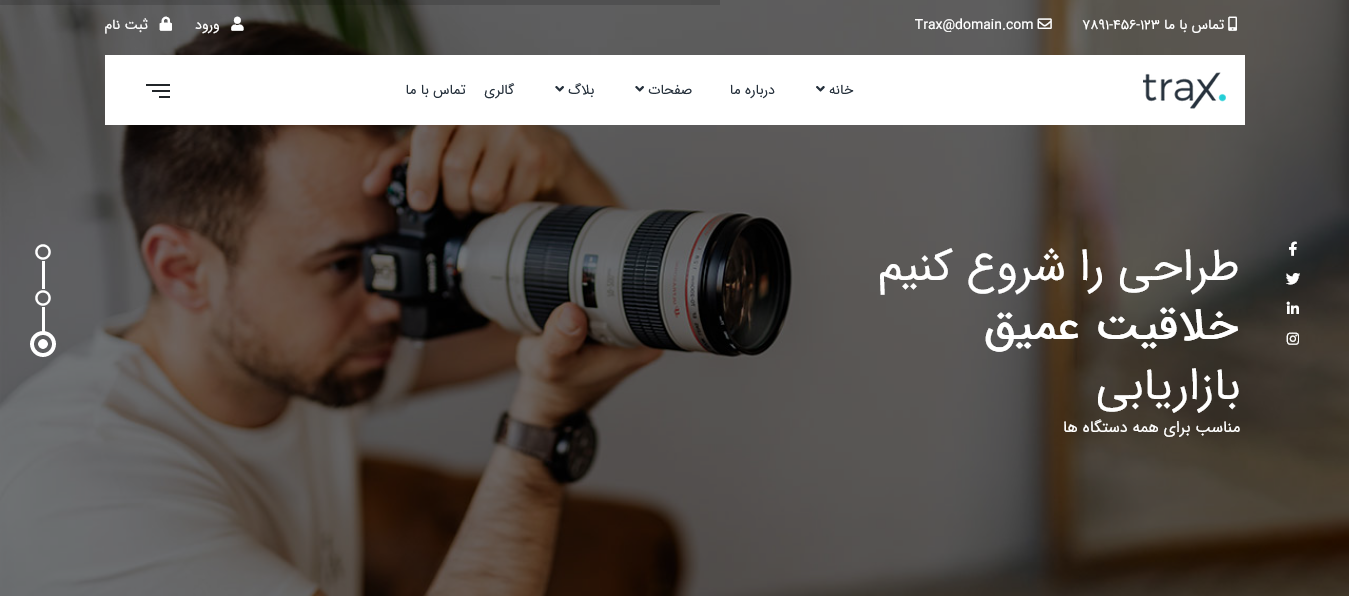 تماس با ما ۱۲۳-۴۵۶-۷۸۹۱
Trax@domain.com
ورود
ثبت نام
trax.
خانه
درباره ما
صفحات
بلاگ
گالری
تماس با ما
طراحی را شروع کنیم
خلاقیت عمیق
بازاریابی
مناسب برای همه دستگاه ها